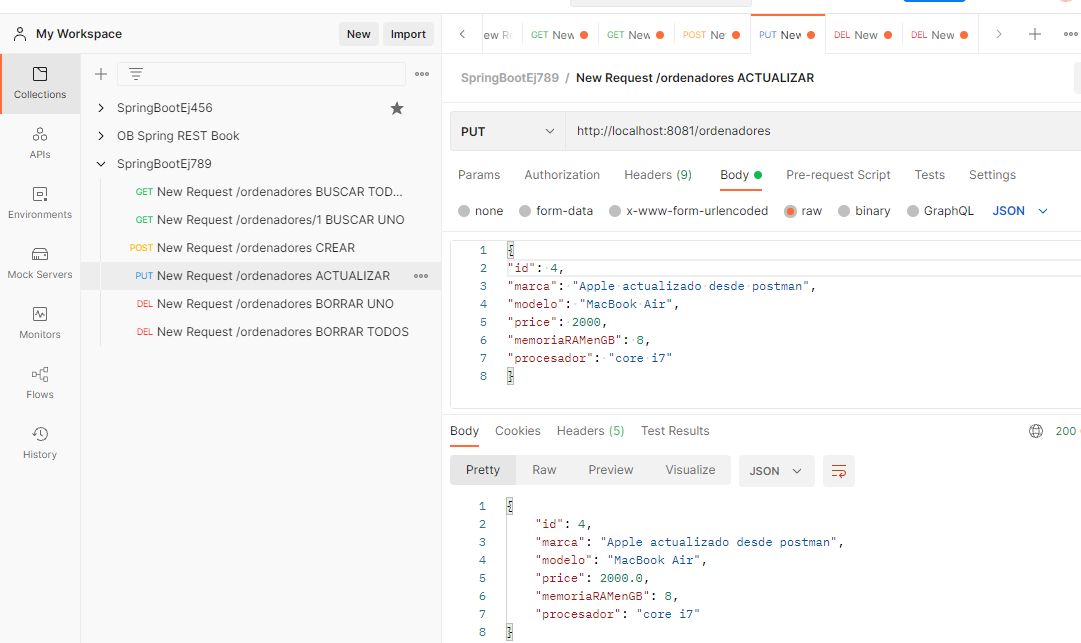 My Workspace
New
Import
Collections
APIs
Environments
Mock Servers
Monitors
Flows
History
SpringBootEj456
OB Spring REST Book
SpringBootEj789
GET New Request /ordenadores BUSCAR TOD...
GET New Request /ordenadores/1 BUSCAR UNO
POST New Request /ordenadores CREAR
PUT New Request /ordenadores ACTUALIZAR
DEL New Request /ordenadores BORRAR UNO
DEL New Request /ordenadores BORRAR TODOS
ew Re GET New GET New POST Ne PUT New DEL New DEL New
SpringBootEj789 / New Request /ordenadores ACTUALIZAR
PUT http://localhost:8081/ordenadores
Params Authorization Headers (9) Body Pre-request Script Tests Settings
none form-data x-www-form-urlencoded raw binary GraphQL JSON
1 {
2 "id": 4,
3 "marca": "Apple actualizado desde postman",
4 "modelo": "MacBook Air",
5 "price": 2000,
6 "memoriaRAMenGB": 8,
7 "procesador": "core i7"
8 }
Body Cookies Headers (5) Test Results 200
Pretty Raw Preview Visualize JSON
1 {
2 "id": 4,
3 "marca": "Apple actualizado desde postman",
4 "modelo": "MacBook Air",
5 "price": 2000.0,
6 "memoriaRAMenGB": 8,
7 "procesador": "core i7"
8 }